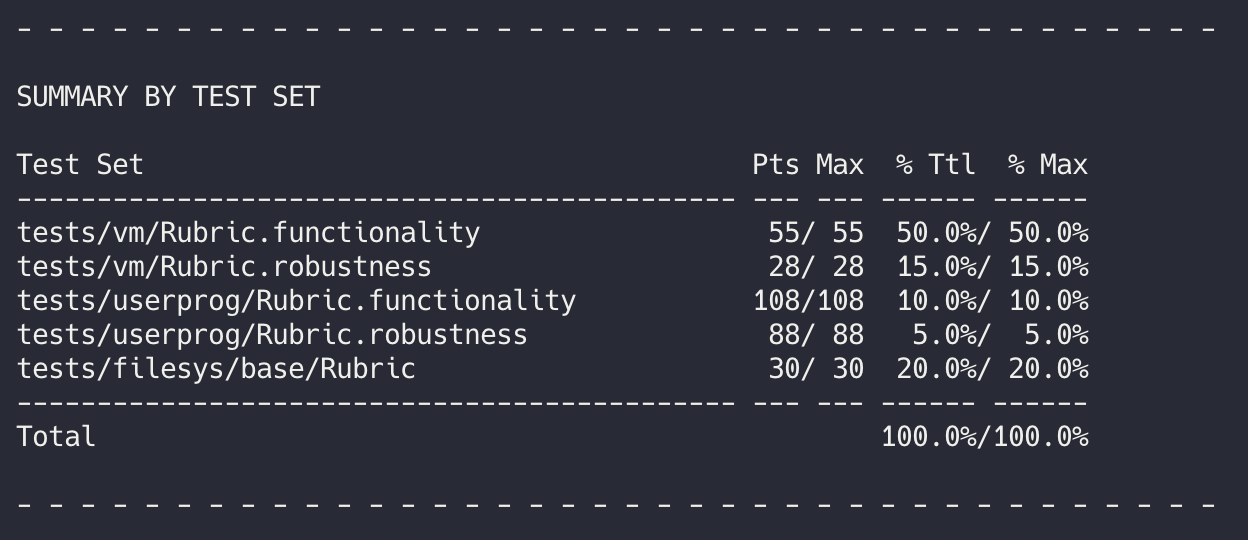 - - - - - - - - - - - - - - - - - - - - - - - - - - - - - - - - - - - - - -
SUMMARY BY TEST SET
Test Set                                      Pts Max  % Ttl  % Max
--------------------------------------------- --- --- ------ ------
tests/vm/Rubric.functionality                  55/ 55  50.0%/ 50.0%
tests/vm/Rubric.robustness                     28/ 28  15.0%/ 15.0%
tests/userprog/Rubric.functionality           108/108  10.0%/ 10.0%
tests/userprog/Rubric.robustness               88/ 88   5.0%/  5.0%
tests/filesys/base/Rubric                      30/ 30  20.0%/ 20.0%
--------------------------------------------- --- --- ------ ------
Total                                                 100.0%/100.0%
- - - - - - - - - - - - - - - - - - - - - - - - - - - - - - - - - - - - - -